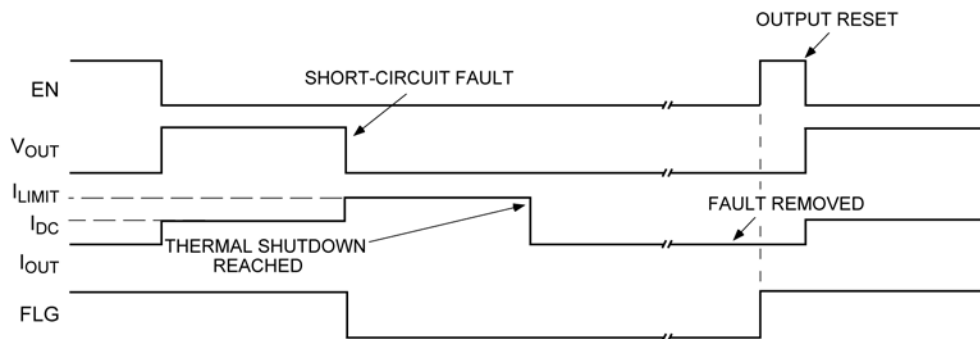 OUTPUT RESET
EN
SHORT-CIRCUIT FAULT
VOUT
ILIMIT
IDC
FAULT REMOVED
THERMAL SHUTDOWN
REACHED
IOUT
FLG